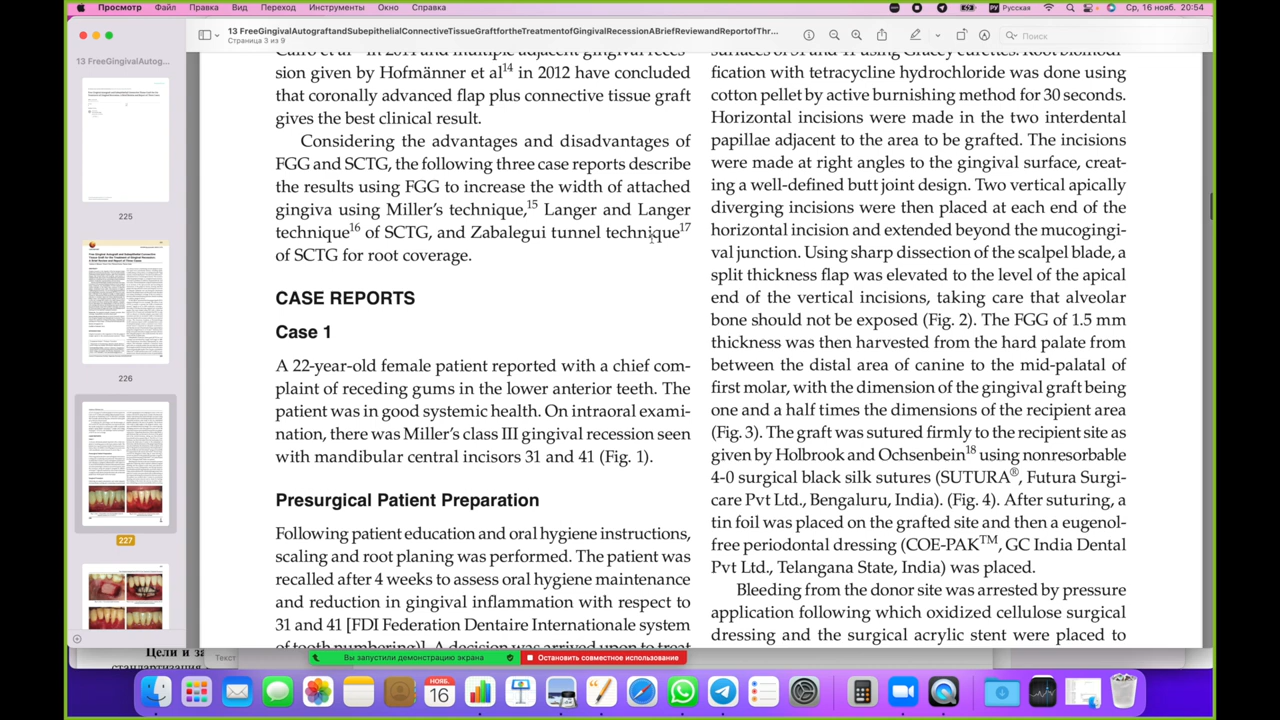 Просмотр Файл Правка Вид Переход Инструменты Окно Справка
Русская
Ср, 16 нояб. 20:54
13 FreeGingivalAutograftandSubepithelialConnectiveTissueGraftfortheTreatmentofGingivalRecessionABriefReviewandReportofThr...
Страница 3 из 9
Поиск
13 FreeGingivalAutog...
225
226
227
sion given by Hofmänner et al14 in 2012 have concluded
that coronally advanced flap plus connective tissue graft
gives the best clinical result.
Considering the advantages and disadvantages of
FGG and SCTG, the following three case reports describe
the results using FGG to increase the width of attached
gingiva using Miller's technique,15 Langer and Langer
technique16 of SCTG, and Zabalegui tunnel technique17
of SCTG for root coverage.
CASE REPORTS
Case 1
A 22-year-old female patient reported with a chief com-
plaint of receding gums in the lower anterior teeth. The
patient was in good systemic health. On intraoral exami-
nation, there was Miller's class III gingival recession seen
with mandibular central incisors 31 and 41 (Fig. 1).
Presurgical Patient Preparation
Following patient education and oral hygiene instructions,
scaling and root planing was performed. The patient was
recalled after 4 weeks to assess oral hygiene maintenance
and reduction in gingival inflammation with respect to
31 and 41 [FDI Federation Dentaire Internationale system
fication with tetracycline hydrochloride was done using
cotton pellet by active burnishing method for 30 seconds.
Horizontal incisions were made in the two interdental
papillae adjacent to the area to be grafted. The incisions
were made at right angles to the gingival surface, creat-
ing a well-defined butt joint design. Two vertical apically
diverging incisions were then placed at each end of the
horizontal incision and extended beyond the mucogingi-
val junction. Using sharp dissection of the scalpel blade, a
split thickness flap was elevated to the level of the apical
end of the vertical incisions, taking care that alveolar
bone should not be exposed (Fig. 2). The FGG of 1.5 mm
thickness was then harvested from the hard palate from
between the distal area of canine to the mid-palatal of
first molar, with the dimension of the gingival graft being
one and a half times the dimensions of the recipient area
(Fig. 3). Then it was sutured firmly to the recipient site as
given by Holbrook and Ochsenbein18 using nonresorbable
4-0 surgical black silk sutures (SUTURA®, Futura Surgi-
care Pvt Ltd., Bengaluru, India). (Fig. 4). After suturing, a
tin foil was placed on the grafted site and then a eugenol-
free periodontal dressing (COE-PAK™, GC India Dental
Pvt Ltd., Telangana State, India) was placed.
Bleeding from the donor site was arrested by pressure
application following which oxidized cellulose surgical
dressing and the surgical acrylic stent were placed to
Цели и за
Текст
Вы запустили демонстрацию экрана
Остановить совместное использование
НОЯБ.
16